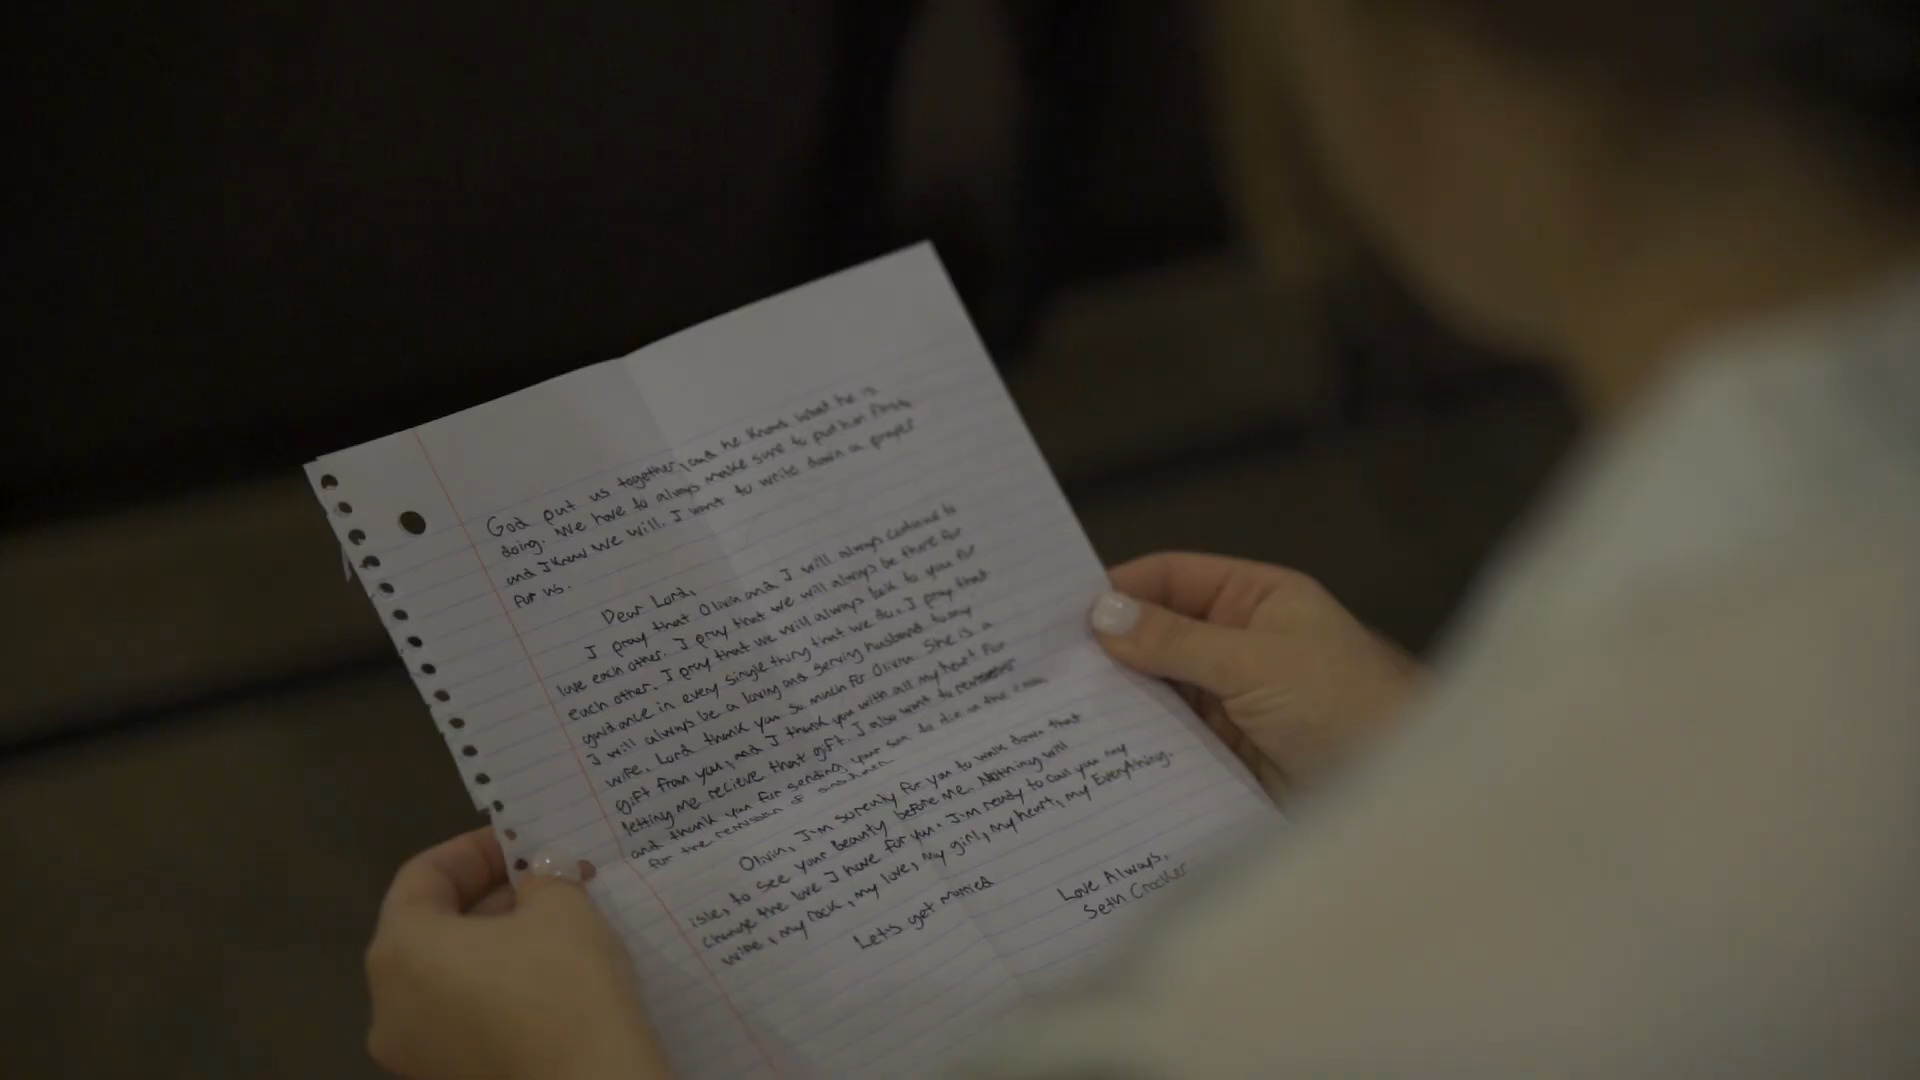 God put us together, and he knows what he is
doing. We have to always make sure to put him first,
and I know we will. I want to write down a prayer
for us.
Dear Lord,
I pray that Olivia and I will always continue to
love each other. I pray that we will always be there for
each other. I pray that we will always look to you for
guidance in every single thing that we do. I pray that
I will always be a loving and serving husband to my
wife. Lord thank you so much for Olivia. She is a
gift from you, and I thank you with all my heart for
letting me recieve that gift. I also want to remember
and thank you for sending your son to die on the cross
for the remission of
Olivia, I'm ready for you to walk down that
isle, to see your beauty before me. Nothing will
change the love I have for you. I'm ready to call you my
wife, my rock, my love, my girl, my heart, my Everything.
Let's get married
Love Always,
Seth Crocker